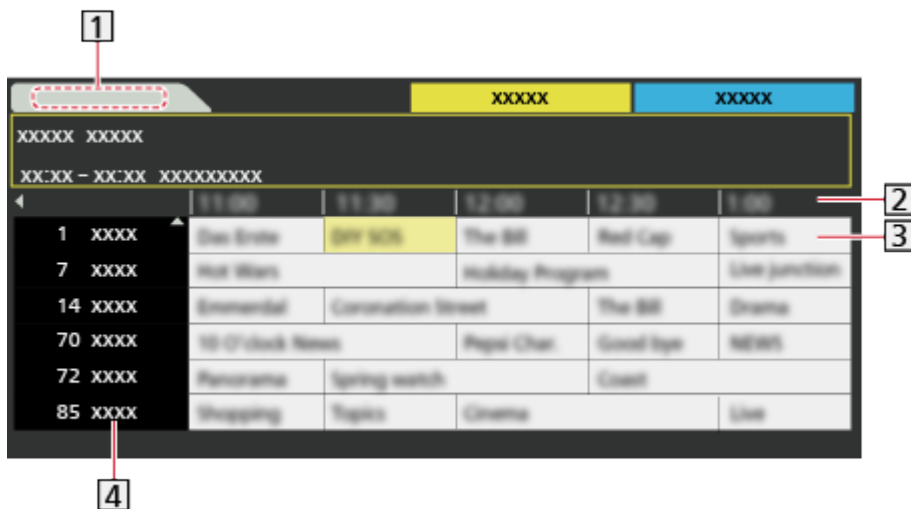 1
xxxxx xxxxx
xxxxx xxxxx
xx:xx – xx:xx xxxxxxxxx
11:00 11:30 12:00 12:30 1:00 2
1 xxxx Das Erste DIY SOS The Bill Red Cap Sports 3
7 xxxx Hot Wars Holiday Program Live junction
14 xxxx Emmerdal Coronation Street The Bill Drama
70 xxxx 10 O'clock News Pepsi Char. Good bye NEWS
72 xxxx Panorama Spring watch Coast
85 xxxx Shopping Topics Cinema Live
4